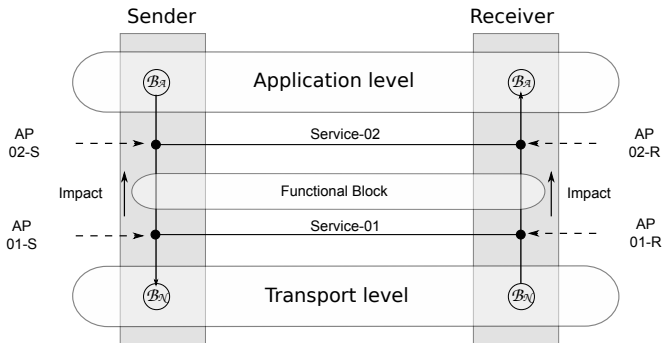 Sender Receiver
ℬ𝒜 Application level ℬ𝒜
AP
02-S
Service-02
AP
02-R
Impact Functional Block Impact
AP
01-S
Service-01
AP
01-R
ℬ𝒩 Transport level ℬ𝒩